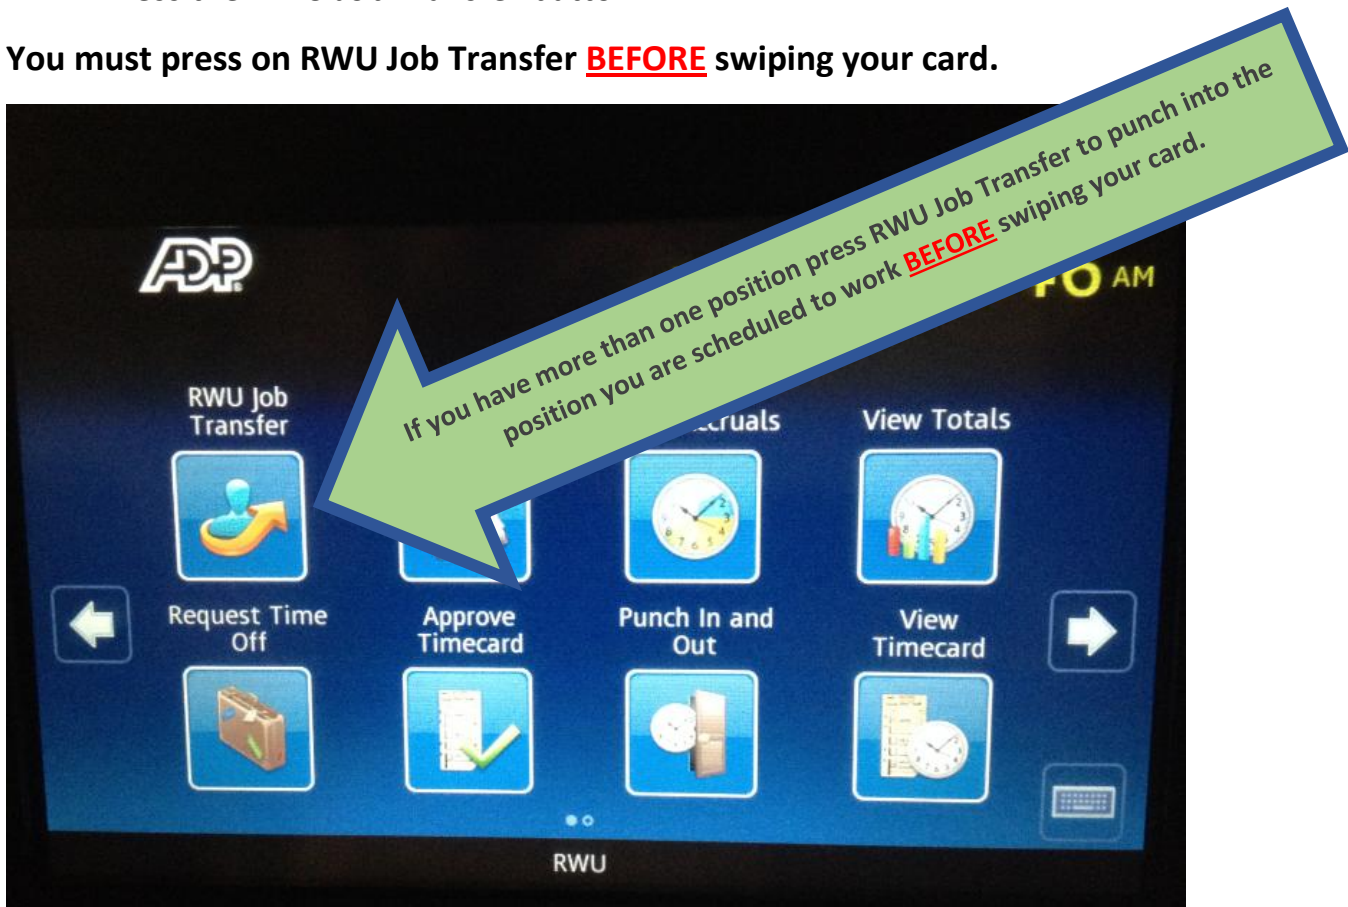 You must press on RWU Job Transfer BEFORE swiping your card.
If you have more than one position press RWU Job Transfer to punch into the
position you are scheduled to work BEFORE swiping your card.
ADP
AM
RWU Job
Transfer
View Totals
Request Time
Off
Approve
Timecard
Punch In and
Out
View
Timecard
RWU